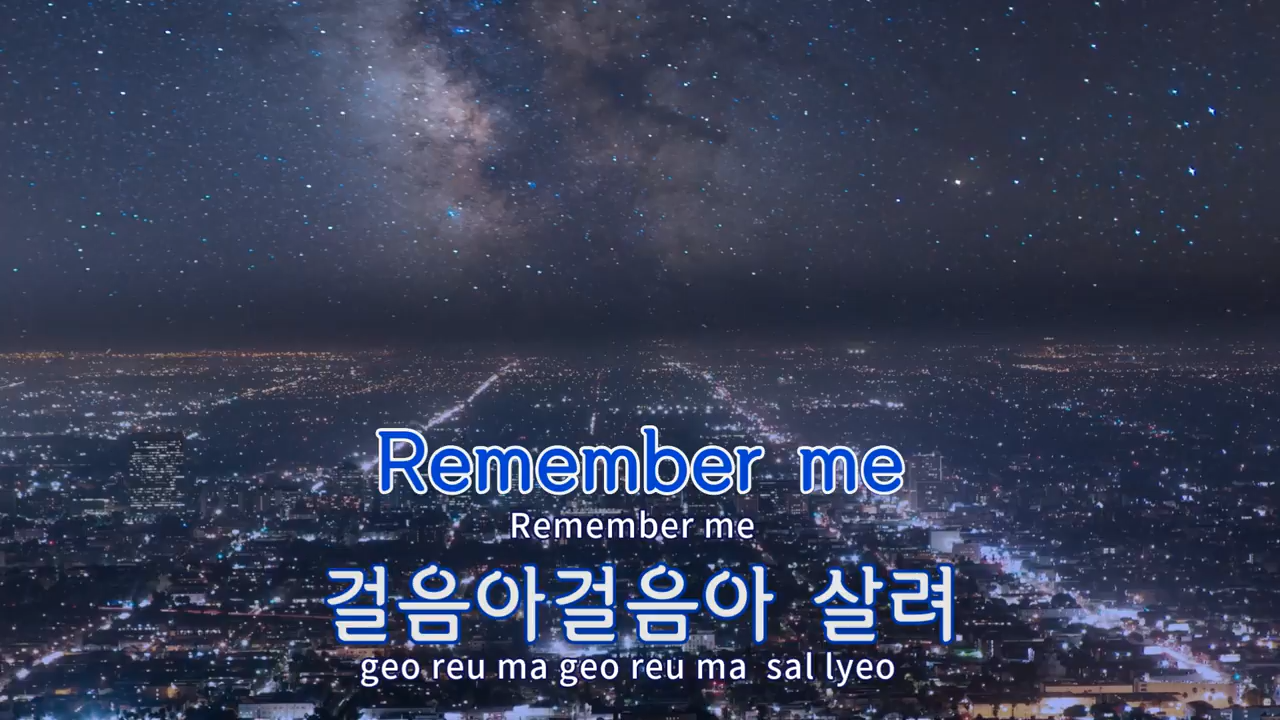 Remember me
Remember me
걸음아걸음아 살려
geo reu ma geo reu ma sal lyeo